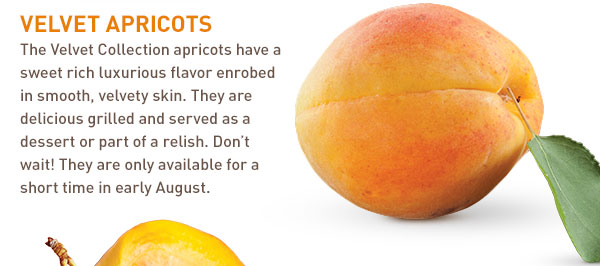 VELVET APRICOTS
The Velvet Collection apricots have a
sweet rich luxurious flavor enrobed
in smooth, velvety skin. They are
delicious grilled and served as a
dessert or part of a relish. Don’t
wait! They are only available for a
short time in early August.